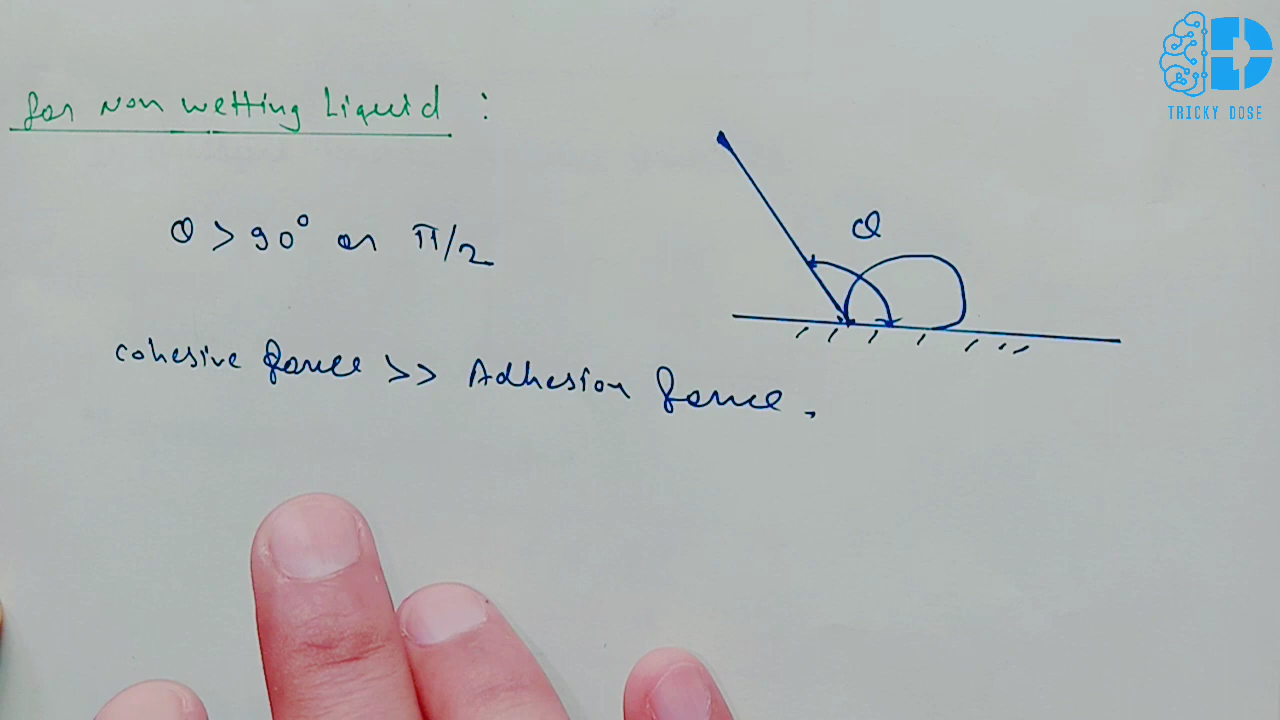 for Non wetting Liquid :
θ > 90° or π/2
θ
cohesive force >> Adhesion force.
TRICKY DOSE